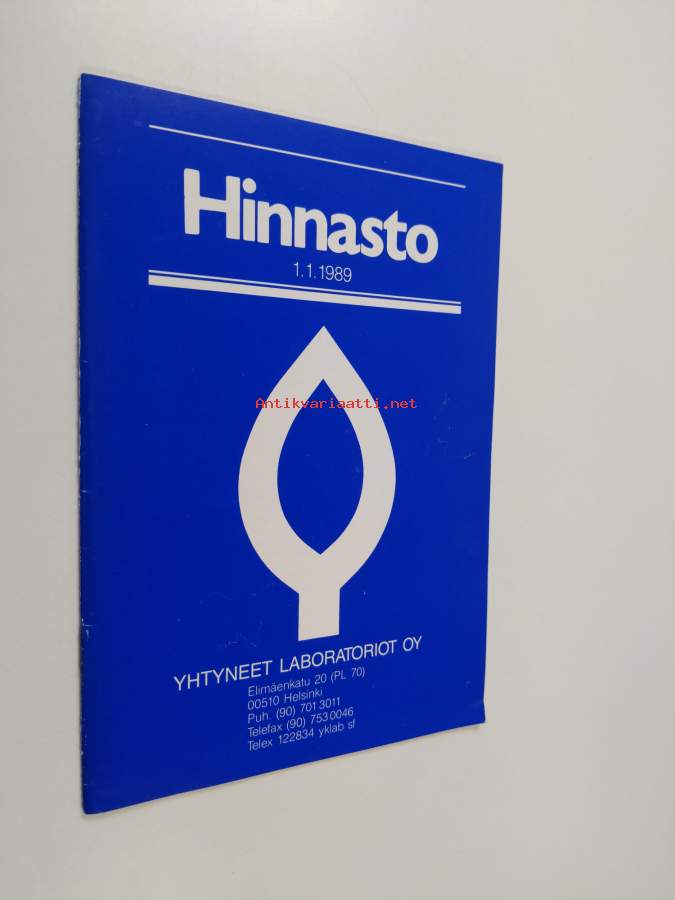 Hinnasto
1.1.1989
Antikvariaatti.net
YHTYNEET LABORATORIOT OY
Elimäenkatu 20 (PL 70)
00510 Helsinki
Puh. (90) 701 3011
Telefax (90) 753 0046
Telex 122834 yklab sf